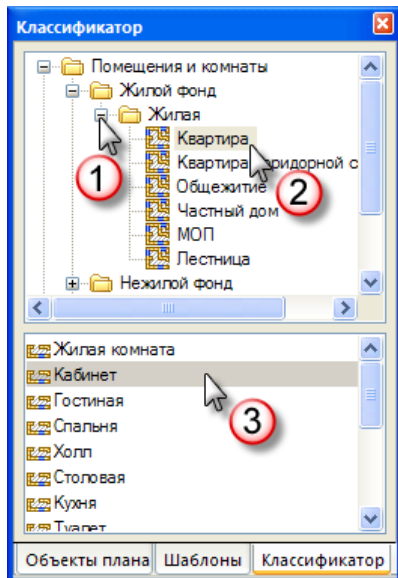 Классификатор
Помещения и комнаты
Жилой фонд
Жилая
1
Квартира
2
Квартира ридорной с
Общежитие
Частный дом
МОП
Лестница
Нежилой фонд
Жилая комната
Кабинет
3
Гостиная
Спальня
Холл
Столовая
Кухня
Туалет
Объекты плана Шаблоны Классификатор